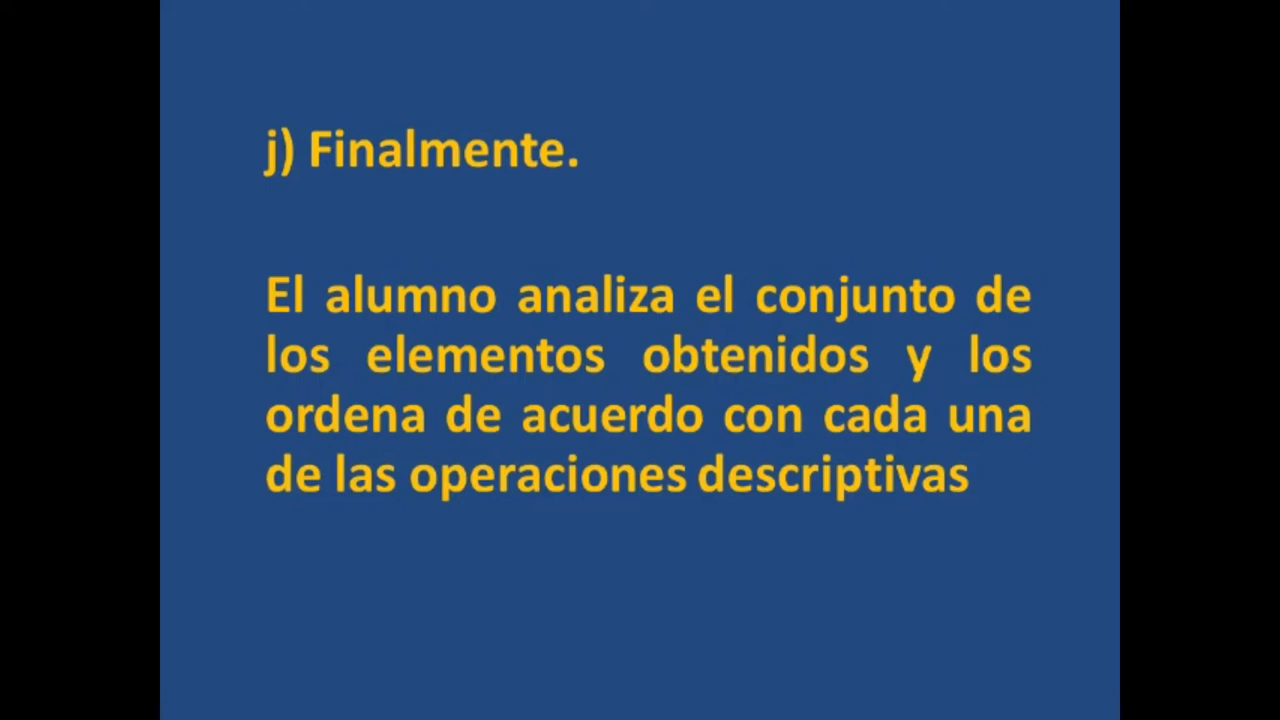 j) Finalmente.
El alumno analiza el conjunto de
los elementos obtenidos y los
ordena de acuerdo con cada una
de las operaciones descriptivas